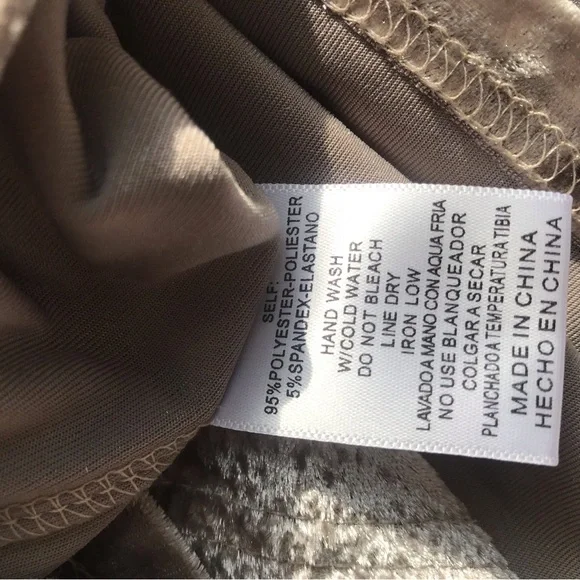 SELF:
95%POLYESTER-POLIESTER
5%SPANDEX-ELASTANO
HAND WASH
W/COLD WATER
DO NOT BLEACH
LINE DRY
IRON LOW
LAVADO A MANO CON AQUA FRIA
NO USE BLANQUEADOR
COLGAR A SECAR
PLANCHADO A TEMPERATURA TIBIA
MADE IN CHINA
HECHO EN CHINA